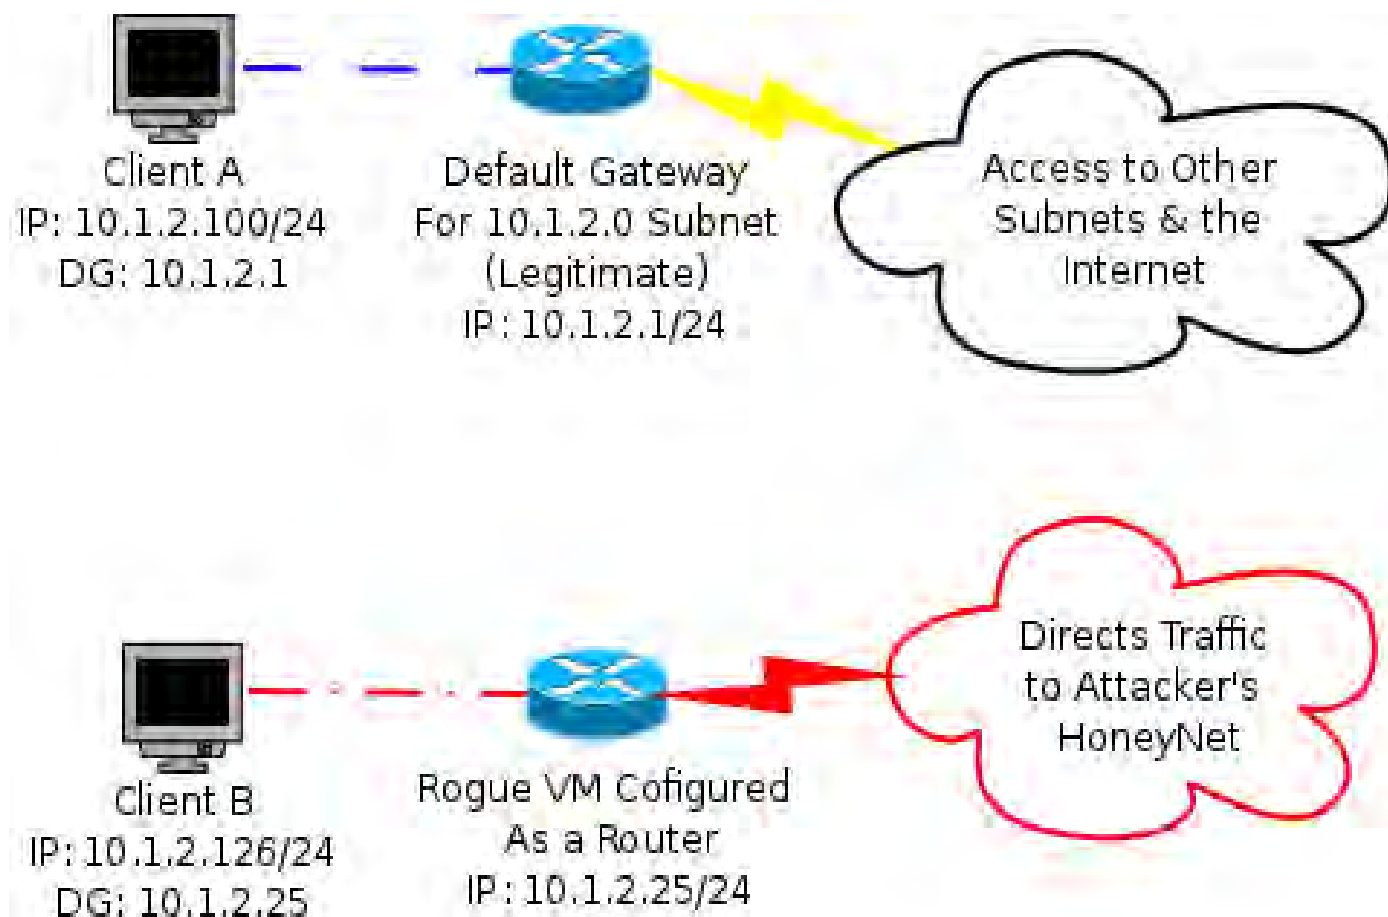 Client A
IP: 10.1.2.100/24
DG: 10.1.2.1
Default Gateway
For 10.1.2.0 Subnet
(Legitimate)
IP: 10.1.2.1/24
Access to Other
Subnets & the
Internet
Client B
IP: 10.1.2.126/24
DG: 10.1.2.25
Rogue VM Cofigured
As a Router
IP: 10.1.2.25/24
Directs Traffic
to Attacker's
HoneyNet